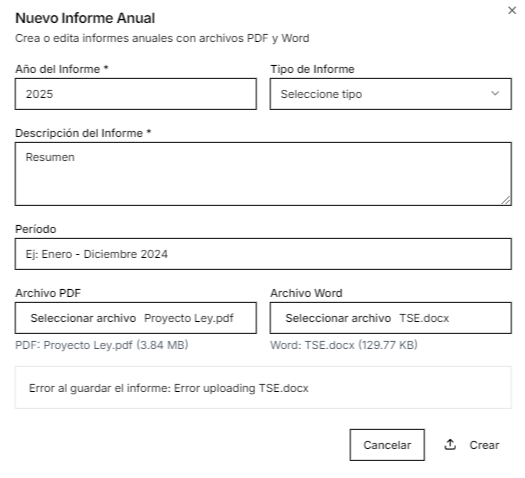 Nuevo Informe Anual
Crea o edita informes anuales con archivos PDF y Word
Año del Informe *
Tipo de Informe
2025
Seleccione tipo
Descripción del Informe *
Resumen
Período
Ej: Enero - Diciembre 2024
Archivo PDF
Archivo Word
Seleccionar archivo Proyecto Ley.pdf
Seleccionar archivo TSE.docx
PDF: Proyecto Ley.pdf (3.84 MB)
Word: TSE.docx (129.77 KB)
Error al guardar el informe: Error uploading TSE.docx
Cancelar
Crear